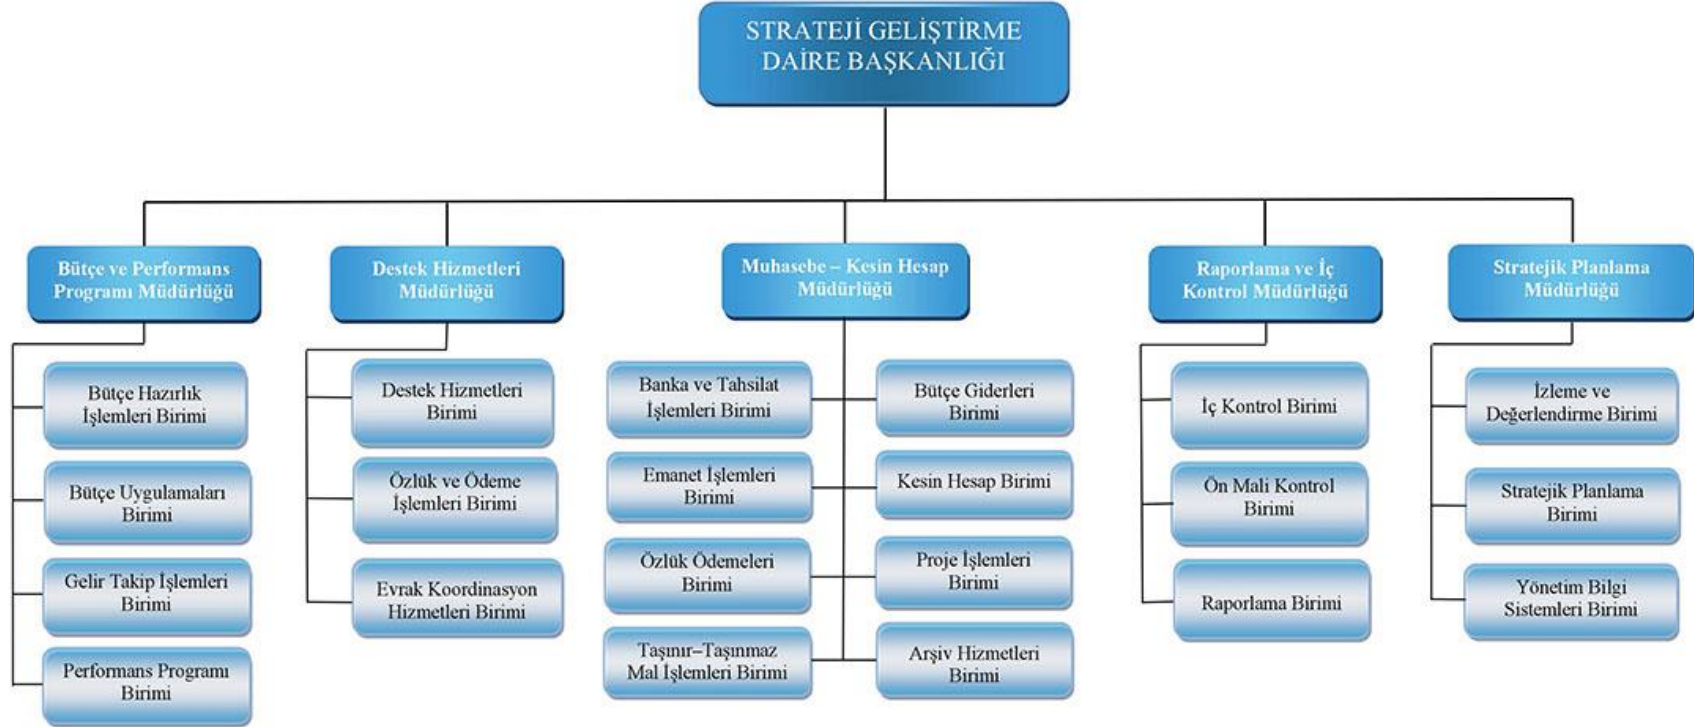 STRATEJİ GELİŞTİRME
DAİRE BAŞKANLIĞI
Bütçe ve Performans
Programı Müdürlüğü
Destek Hizmetleri
Müdürlüğü
Muhasebe – Kesin Hesap
Müdürlüğü
Raporlama ve İç
Kontrol Müdürlüğü
Stratejik Planlama
Müdürlüğü
Bütçe Hazırlık
İşlemleri Birimi
Bütçe Uygulamaları
Birimi
Gelir Takip İşlemleri
Birimi
Performans Programı
Birimi
Destek Hizmetleri
Birimi
Özlük ve Ödeme
İşlemleri Birimi
Evrak Koordinasyon
Hizmetleri Birimi
Banka ve Tahsilat
İşlemleri Birimi
Emanet İşlemleri
Birimi
Özlük Ödemeleri
Birimi
Taşınır–Taşınmaz
Mal İşlemleri Birimi
Bütçe Giderleri
Birimi
Kesin Hesap Birimi
Proje İşlemleri
Birimi
Arşiv Hizmetleri
Birimi
İç Kontrol Birimi
Ön Mali Kontrol
Birimi
Raporlama Birimi
İzleme ve
Değerlendirme Birimi
Stratejik Planlama
Birimi
Yönetim Bilgi
Sistemleri Birimi